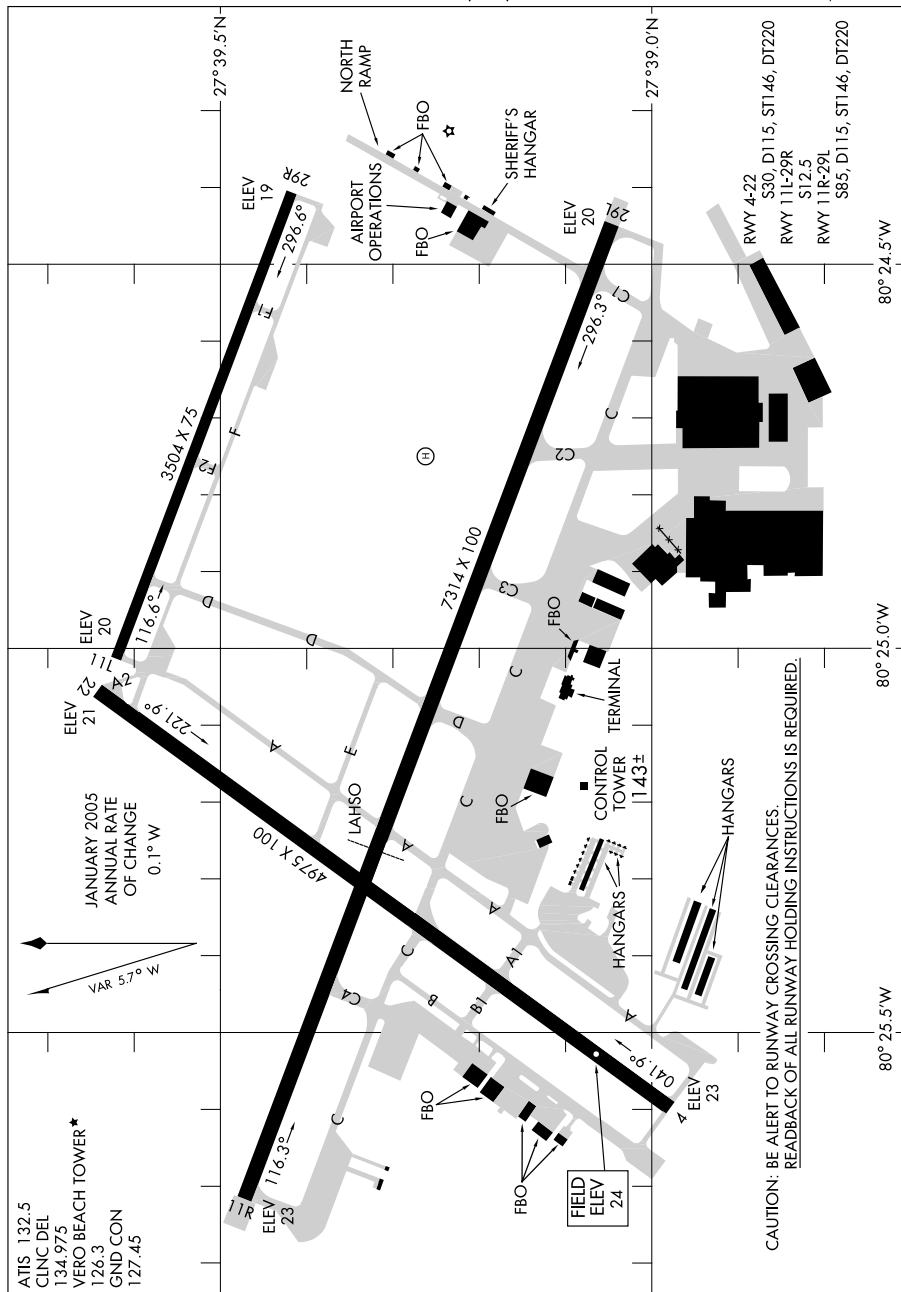 ATIS 132.5
CLNC DEL
134.975
VERO BEACH TOWER★
126.3
GND CON
127.45
JANUARY 2005
ANNUAL RATE
OF CHANGE
0.1° W
VAR 5.7° W
27°39.5'N
27°39.0'N
80°24.5'W
80°25.0'W
80°25.5'W
ELEV
21
22
221.9°
A2
11L
ELEV
20
116.6°
3504 X 75
F2
F
F1
296.6°
ELEV
19
29R
NORTH
RAMP
FBO
AIRPORT
OPERATIONS
FBO
SHERIFF'S
HANGAR
ELEV
20
29L
296.3°
C1
C
C2
H
7314 X 100
C3
C
D
D
D
E
A
LAHSO
A
4975 X 100
C
C
C4
B
B1
A1
A
A
11R
ELEV
23
116.3°
C
FBO
FBO
FIELD
ELEV
24
041.9°
4
ELEV
23
FBO
TERMINAL
FBO
CONTROL
TOWER
143±
HANGARS
HANGARS
RWY 4-22
S30, D115, ST146, DT220
RWY 11L-29R
S12.5
RWY 11R-29L
S85, D115, ST146, DT220
CAUTION: BE ALERT TO RUNWAY CROSSING CLEARANCES.
READBACK OF ALL RUNWAY HOLDING INSTRUCTIONS IS REQUIRED.